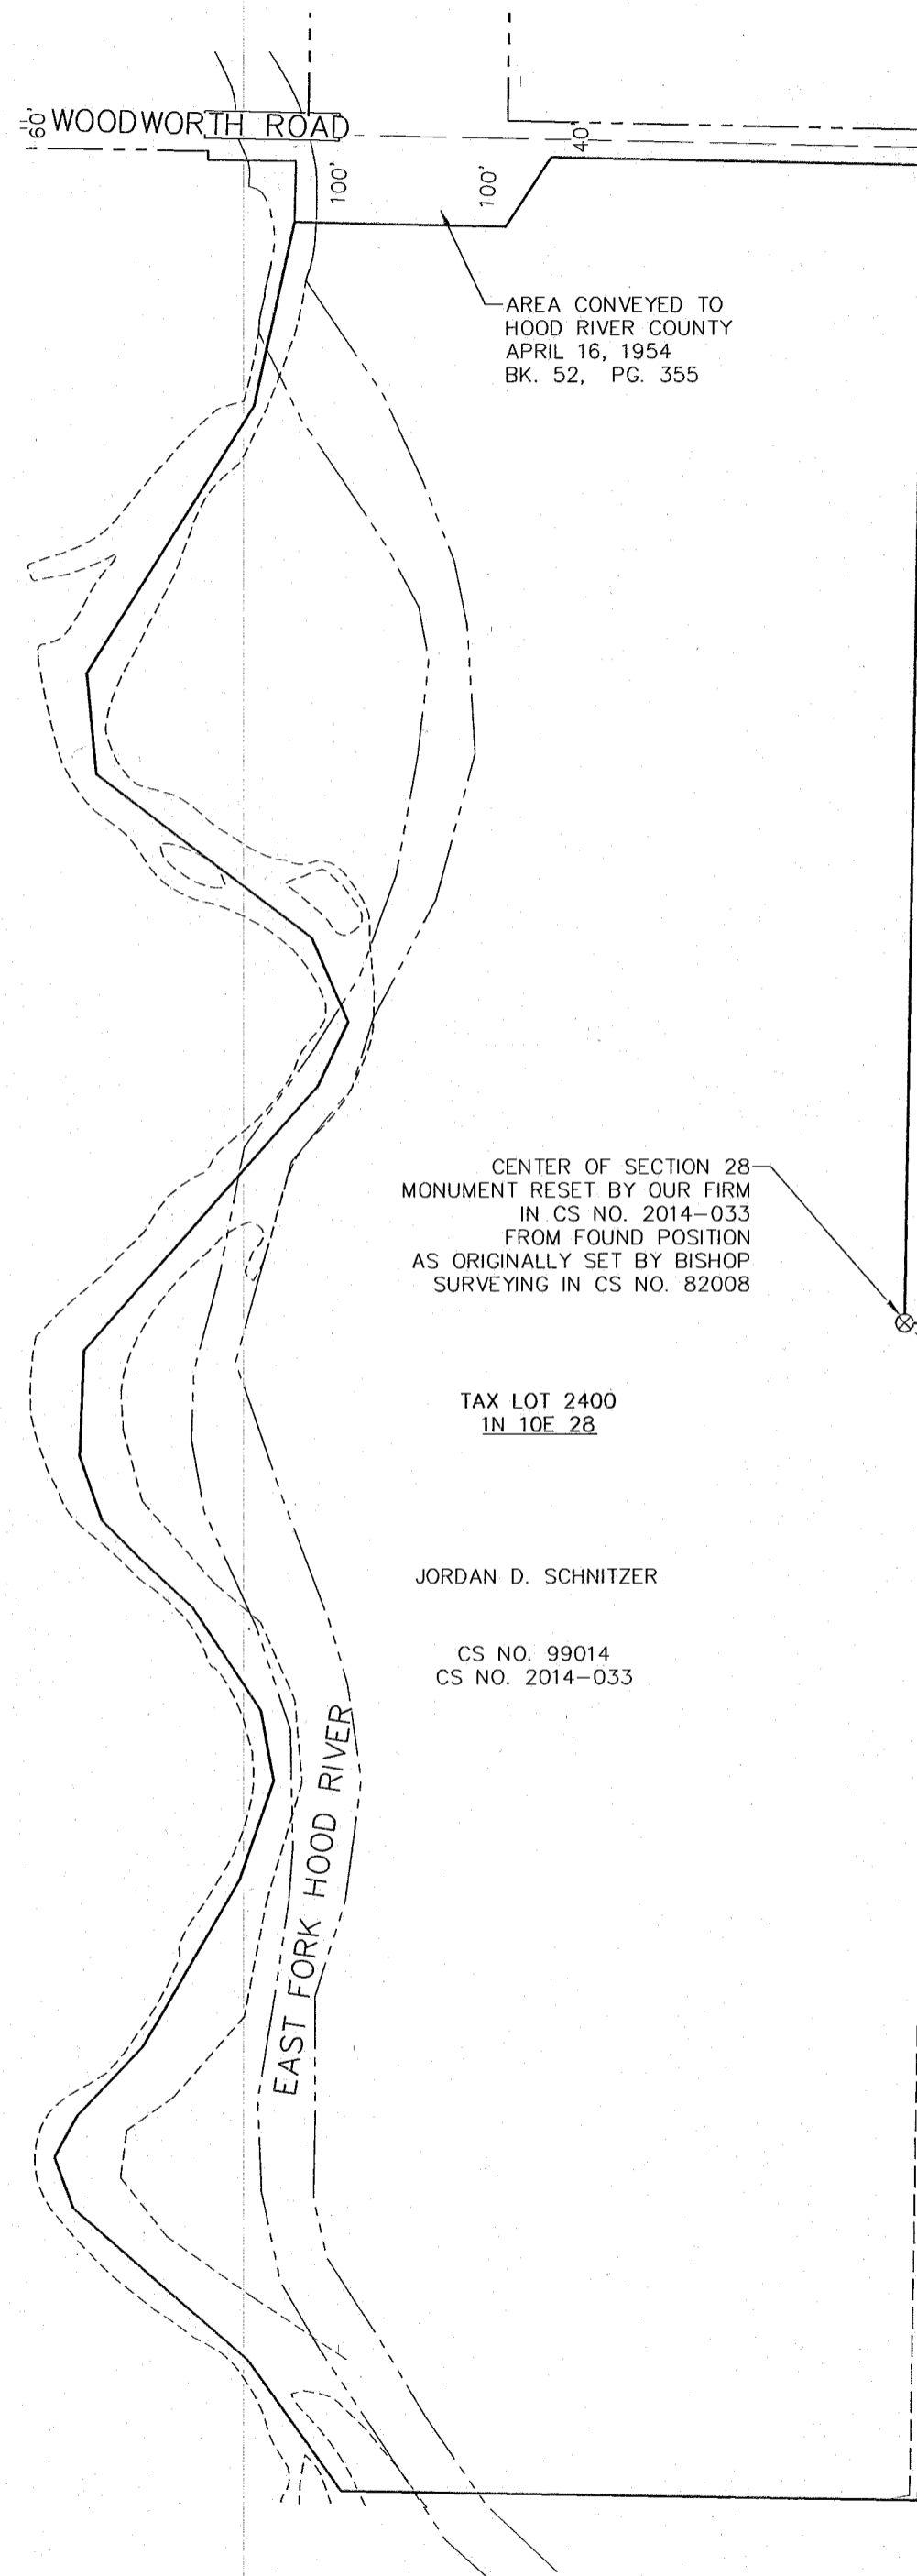 60'
WOODWORTH ROAD
40'
100'
100'
AREA CONVEYED TO
HOOD RIVER COUNTY
APRIL 16, 1954
BK. 52, PG. 355
CENTER OF SECTION 28
MONUMENT RESET BY OUR FIRM
IN CS NO. 2014-033
FROM FOUND POSITION
AS ORIGINALLY SET BY BISHOP
SURVEYING IN CS NO. 82008
TAX LOT 2400
1N 10E 28
JORDAN D. SCHNITZER
CS NO. 99014
CS NO. 2014-033
EAST FORK HOOD RIVER